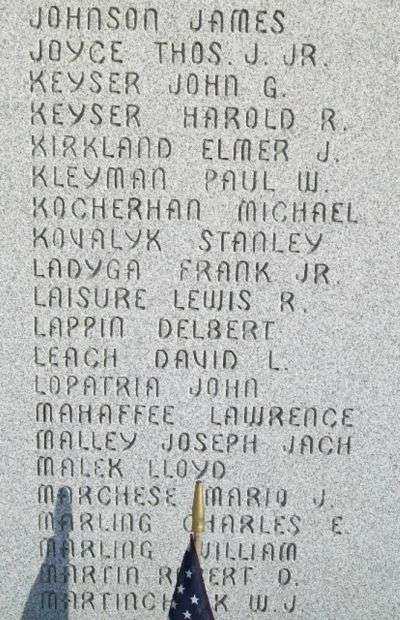 JOHNSON JAMES
JOYCE THOS. J. JR.
KEYSER JOHN G.
KEYSER HAROLD R.
KIRKLAND ELMER J.
KLEYMAN PAUL W.
KOCHERHAN MICHAEL
KOVALYK STANLEY
LADYGA FRANK JR.
LAISURE LEWIS R.
LAPPIN DELBERT
LEACH DAVID L.
LOPATRIA JOHN
MAHAFFEE LAWRENCE
MALLEY JOSEPH JACH
MALEK LLOYD
MARCHESE MARIO J.
MARLING CHARLES E.
MARLING WILLIAM
MARTIN O.
W.J.